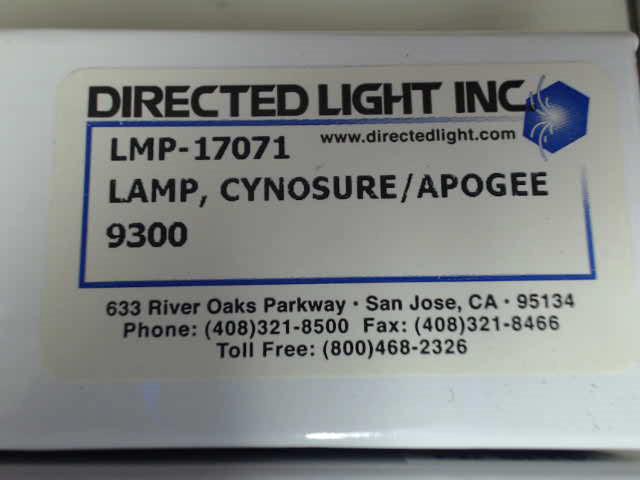 DIRECTED LIGHT INC.
www.directedlight.com
LMP-17071
LAMP, CYNOSURE/APOGEE
9300
633 River Oaks Parkway · San Jose, CA · 95134
Phone: (408)321-8500 Fax: (408)321-8466
Toll Free: (800)468-2326